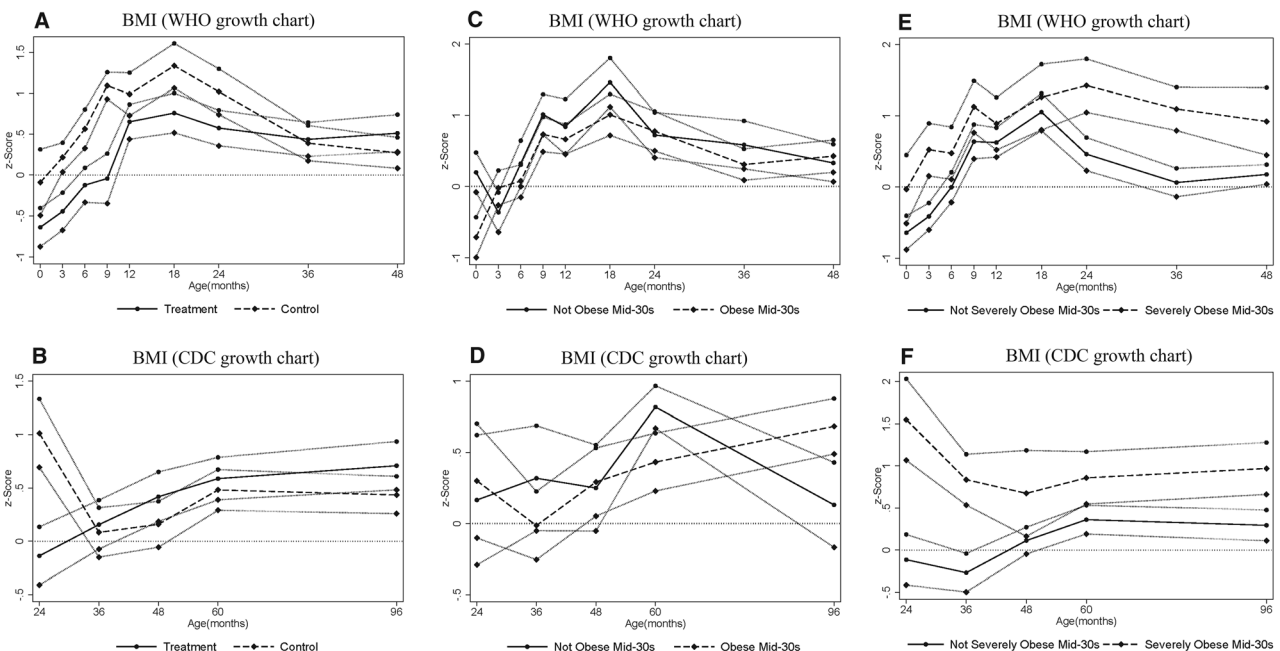 A BMI (WHO growth chart)
z-Score
1.5
1
.5
0
-.5
-1
0 3 6 9 12 18 24 36 48
Age(months)
Treatment Control
C BMI (WHO growth chart)
z-Score
2
1
0
-1
0 3 6 9 12 18 24 36 48
Age(months)
Not Obese Mid-30s Obese Mid-30s
E BMI (WHO growth chart)
z-Score
2
1
0
-1
0 3 6 9 12 18 24 36 48
Age(months)
Not Severely Obese Mid-30s Severely Obese Mid-30s
B BMI (CDC growth chart)
z-Score
1.5
1
.5
0
-.5
24 36 48 60 96
Age(months)
Treatment Control
D BMI (CDC growth chart)
z-Score
1
.5
0
-.5
24 36 48 60 96
Age(months)
Not Obese Mid-30s Obese Mid-30s
F BMI (CDC growth chart)
z-Score
2
1.5
1
.5
0
-.5
24 36 48 60 96
Age(months)
Not Severely Obese Mid-30s Severely Obese Mid-30s